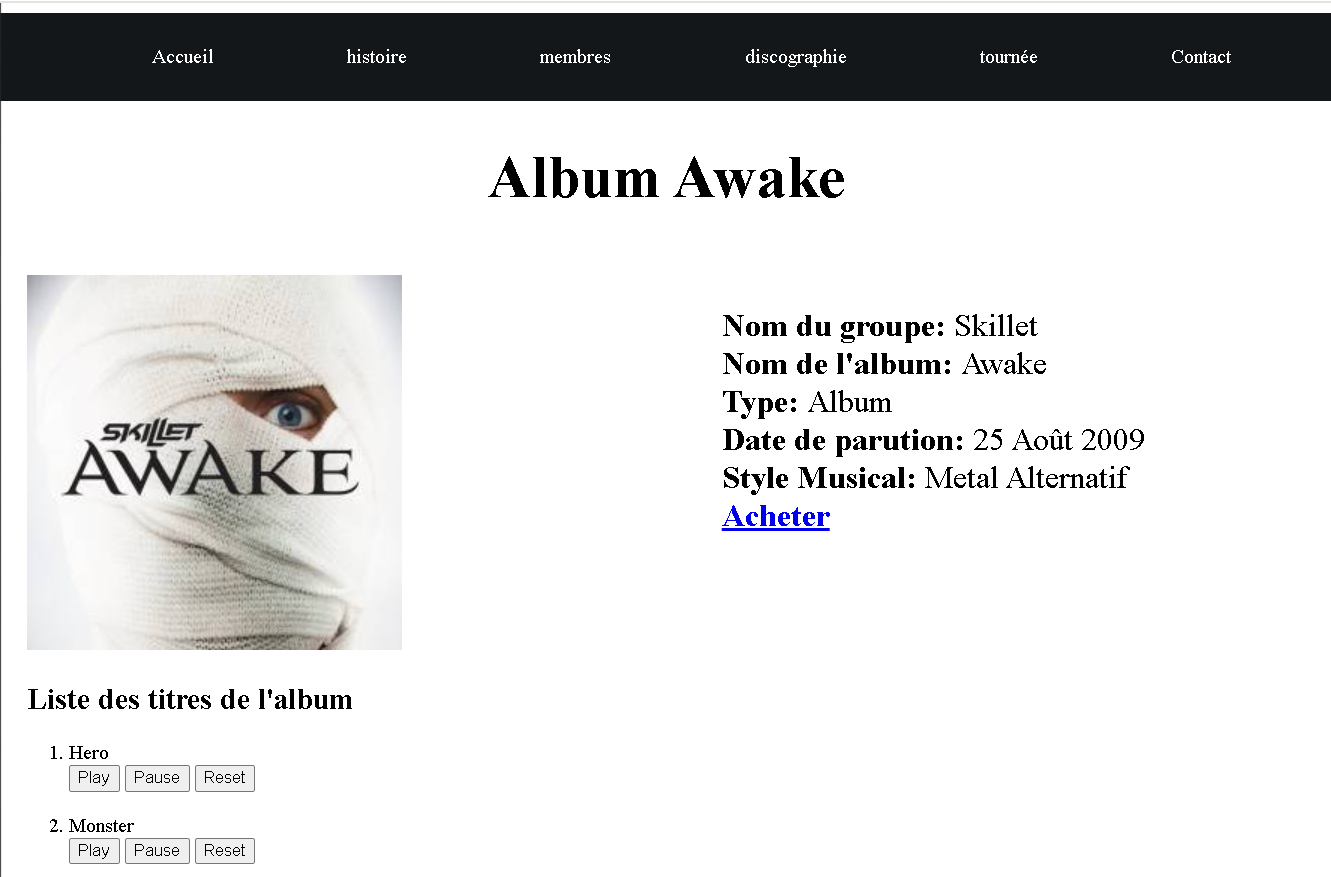 Accueil histoire membres discographie tournée Contact
Album Awake
SKILLET
AWAKE
Nom du groupe: Skillet
Nom de l'album: Awake
Type: Album
Date de parution: 25 Août 2009
Style Musical: Metal Alternatif
Acheter
Liste des titres de l'album
1. Hero
Play Pause Reset
2. Monster
Play Pause Reset